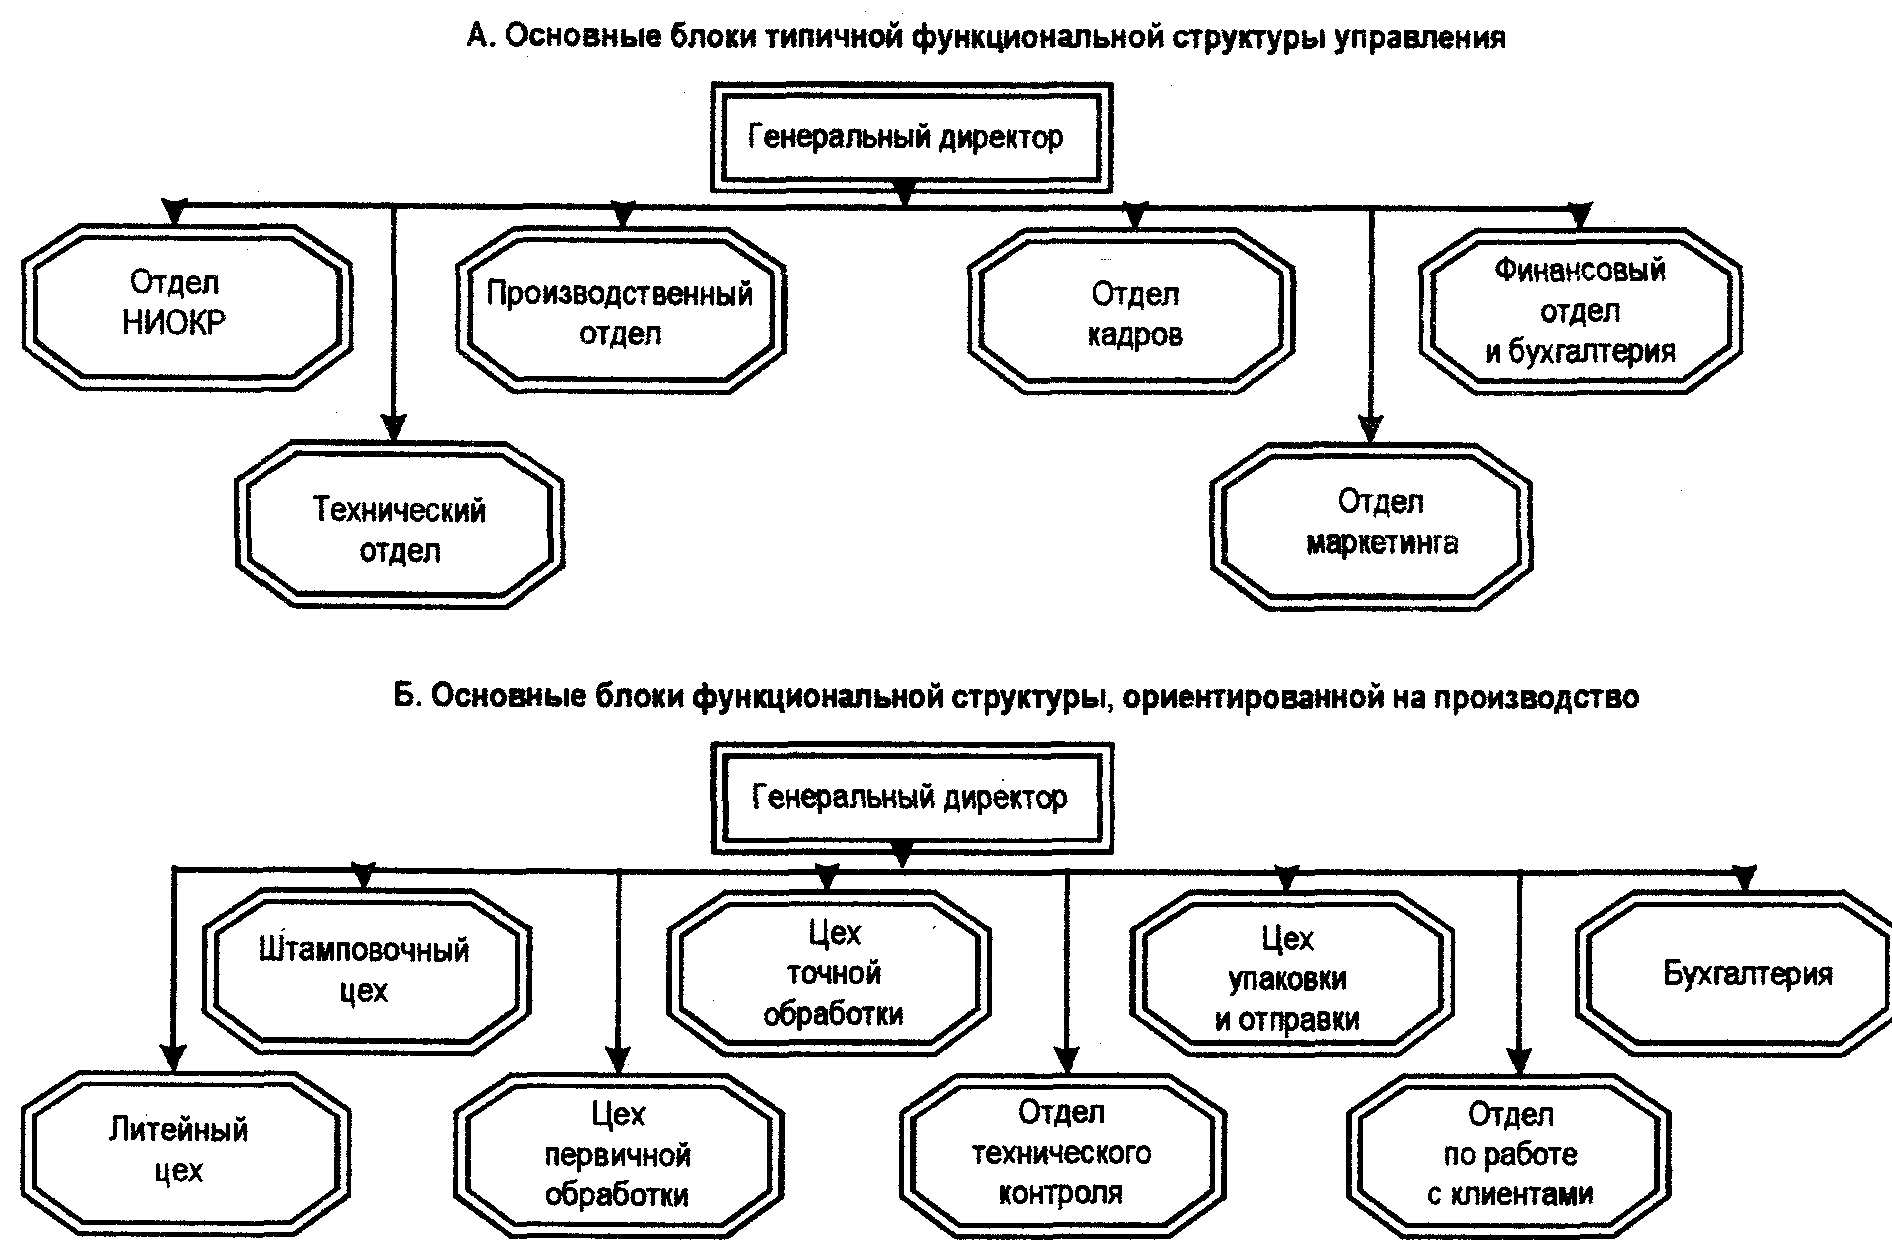 А. Основные блоки типичной функциональной структуры управления
Генеральный директор
Отдел
НИОКР
Производственный
отдел
Отдел
кадров
Финансовый
отдел
и бухгалтерия
Технический
отдел
Отдел
маркетинга
Б. Основные блоки функциональной структуры, ориентированной на производство
Генеральный директор
Штамповочный
цех
Цех
точной
обработки
Цех
упаковки
и отправки
Бухгалтерия
Литейный
цех
Цех
первичной
обработки
Отдел
технического
контроля
Отдел
по работе
с клиентами